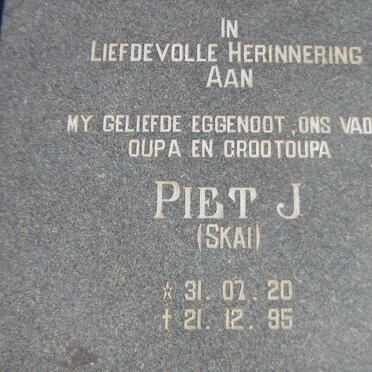 IN
LIEFDEVOLLE HERINNERING
AAN
MY GELIEFDE EGGENOOT, ONS VAD
OUPA EN GROOTOUPA
PIET J
(SKAI)
☆ 31. 07. 20
† 21. 12. 95